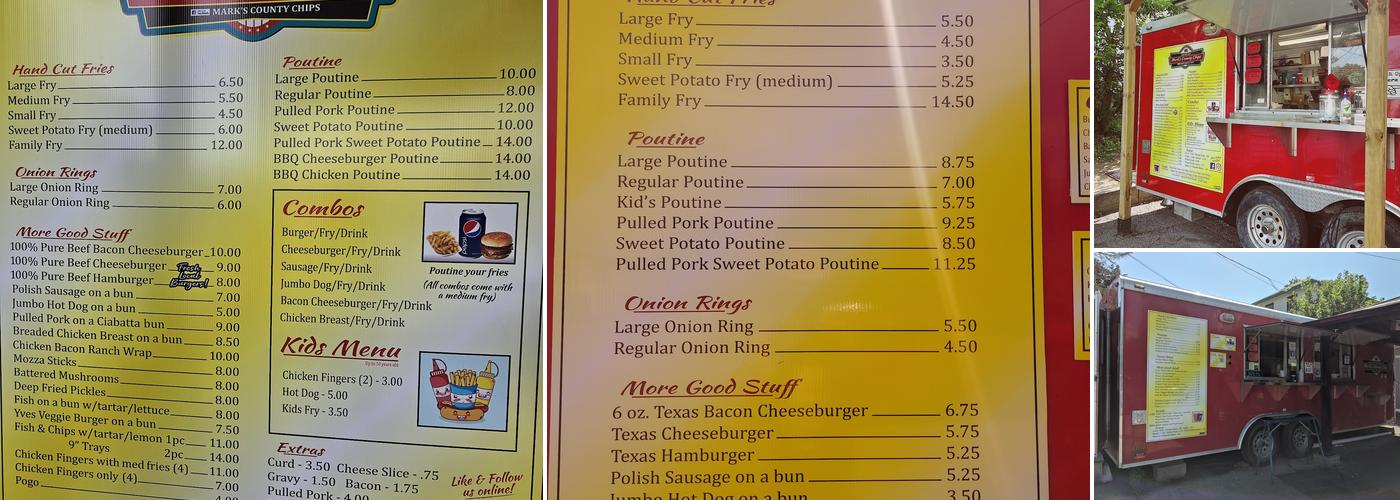 MARK'S COUNTY CHIPS
Hand Cut Fries
Large Fry 6.50
Medium Fry 5.50
Small Fry 4.50
Sweet Potato Fry (medium) 6.00
Family Fry 12.00
Onion Rings
Large Onion Ring 7.00
Regular Onion Ring 6.00
More Good Stuff
100% Pure Beef Bacon Cheeseburger 10.00
100% Pure Beef Cheeseburger 9.00
100% Pure Beef Hamburger 8.00
Fresh
Local
Burgers!
Polish Sausage on a bun 7.00
Jumbo Hot Dog on a bun 5.00
Pulled Pork on a Ciabatta bun 9.00
Breaded Chicken Breast on a bun 8.50
Chicken Bacon Ranch Wrap 10.00
Mozza Sticks 8.00
Battered Mushrooms 8.00
Deep Fried Pickles 8.00
Fish on a bun w/tartar/lettuce 8.00
Yves Veggie Burger on a bun 7.50
Fish & Chips w/tartar/lemon 1pc 11.00
9" Trays 2pc 14.00
Chicken Fingers with med fries (4) 11.00
Chicken Fingers only (4) 7.00
Pogo
Poutine
Large Poutine 10.00
Regular Poutine 8.00
Pulled Pork Poutine 12.00
Sweet Potato Poutine 10.00
Pulled Pork Sweet Potato Poutine 14.00
BBQ Cheeseburger Poutine 14.00
BBQ Chicken Poutine 14.00
Combos
Burger/Fry/Drink
Cheeseburger/Fry/Drink
Sausage/Fry/Drink
Jumbo Dog/Fry/Drink
Bacon Cheeseburger/Fry/Drink
Chicken Breast/Fry/Drink
pepsi
Poutine your fries
(All combos come with
a medium fry)
Kids Menu
Up to 10 years old
Chicken Fingers (2) - 3.00
Hot Dog - 5.00
Kids Fry - 3.50
Extras
Curd - 3.50 Cheese Slice - .75
Gravy - 1.50 Bacon - 1.75
Pulled Pork - 4.00
Like & Follow
us online!
Hand Cut Fries
Large Fry 5.50
Medium Fry 4.50
Small Fry 3.50
Sweet Potato Fry (medium) 5.25
Family Fry 14.50
Poutine
Large Poutine 8.75
Regular Poutine 7.00
Kid's Poutine 5.75
Pulled Pork Poutine 9.25
Sweet Potato Poutine 8.50
Pulled Pork Sweet Potato Poutine 11.25
Onion Rings
Large Onion Ring 5.50
Regular Onion Ring 4.50
More Good Stuff
6 oz. Texas Bacon Cheeseburger 6.75
Texas Cheeseburger 5.75
Texas Hamburger 5.25
Polish Sausage on a bun 5.25
Jumbo Hot Dog on a bun 3.50